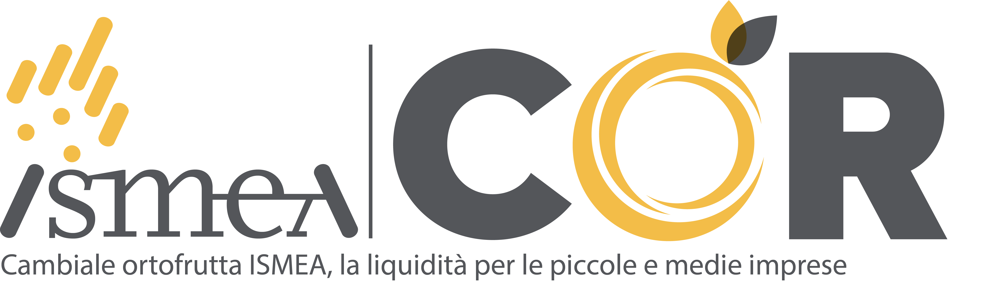 ismea
COR
Cambiale ortofrutta ISMEA, la liquidità per le piccole e medie imprese